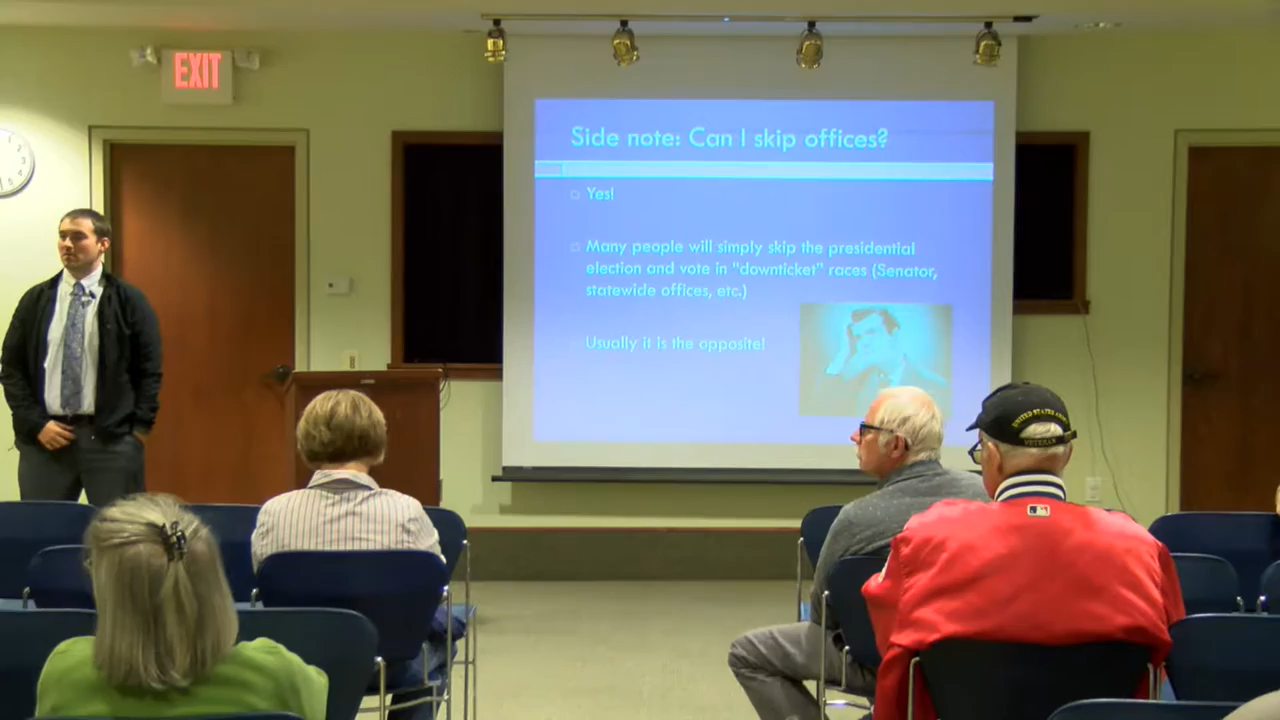 EXIT
Side note: Can I skip offices?
Yes!
Many people will simply skip the presidential
election and vote in "downticket" races (Senator,
statewide offices, etc.)
Usually it is the opposite!
UNITED STATES ARMY
VETERAN